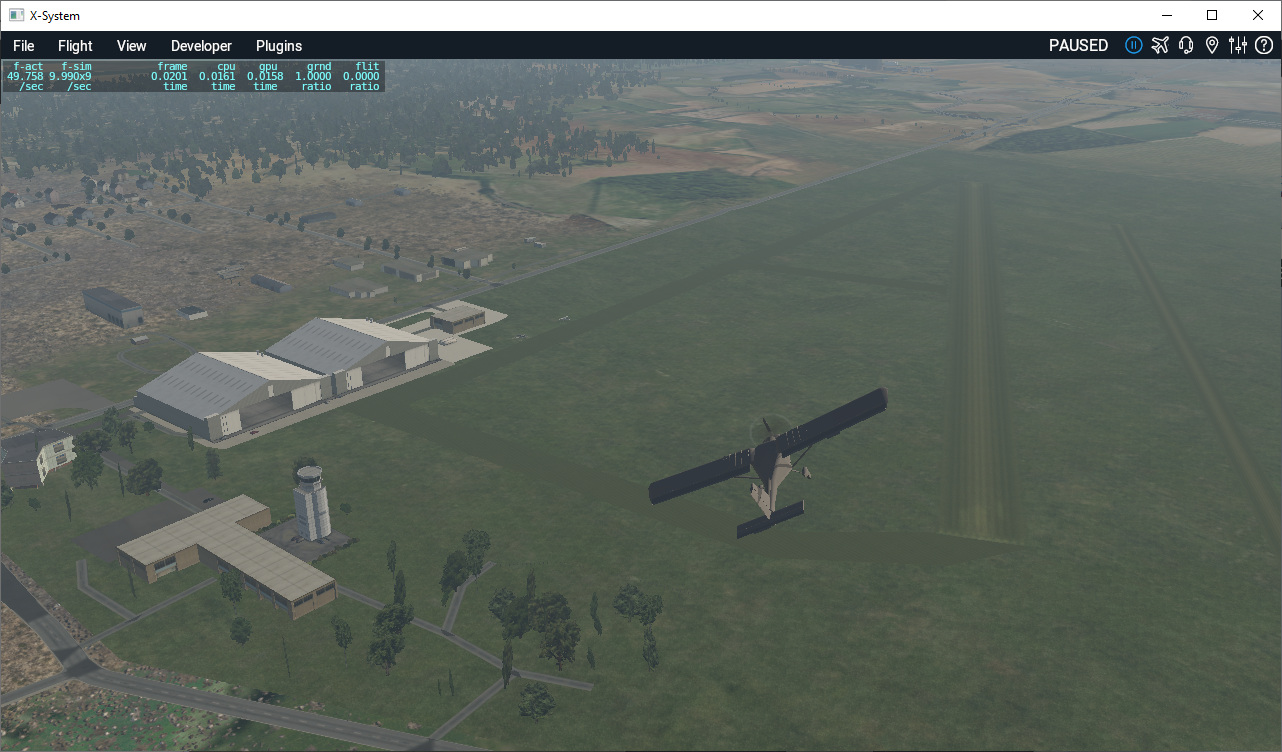 X-System
File Flight View Developer Plugins PAUSED
f-act f-sim frame cpu gpu grnd flit
49.758 9.990x9 0.0201 0.0161 0.0158 1.0000 0.0000
/sec /sec time time time ratio ratio